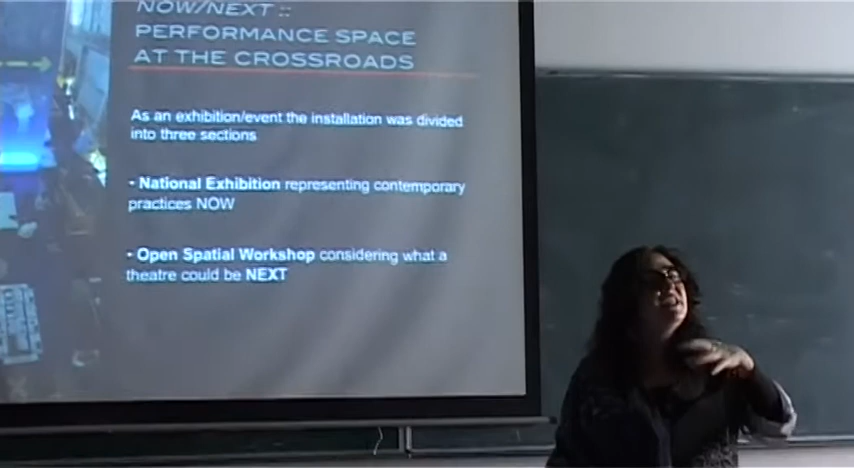 NOW/NEXT ::
PERFORMANCE SPACE
AT THE CROSSROADS
As an exhibition/event the installation was divided
into three sections
- National Exhibition representing contemporary
practices NOW
- Open Spatial Workshop considering what a
theatre could be NEXT